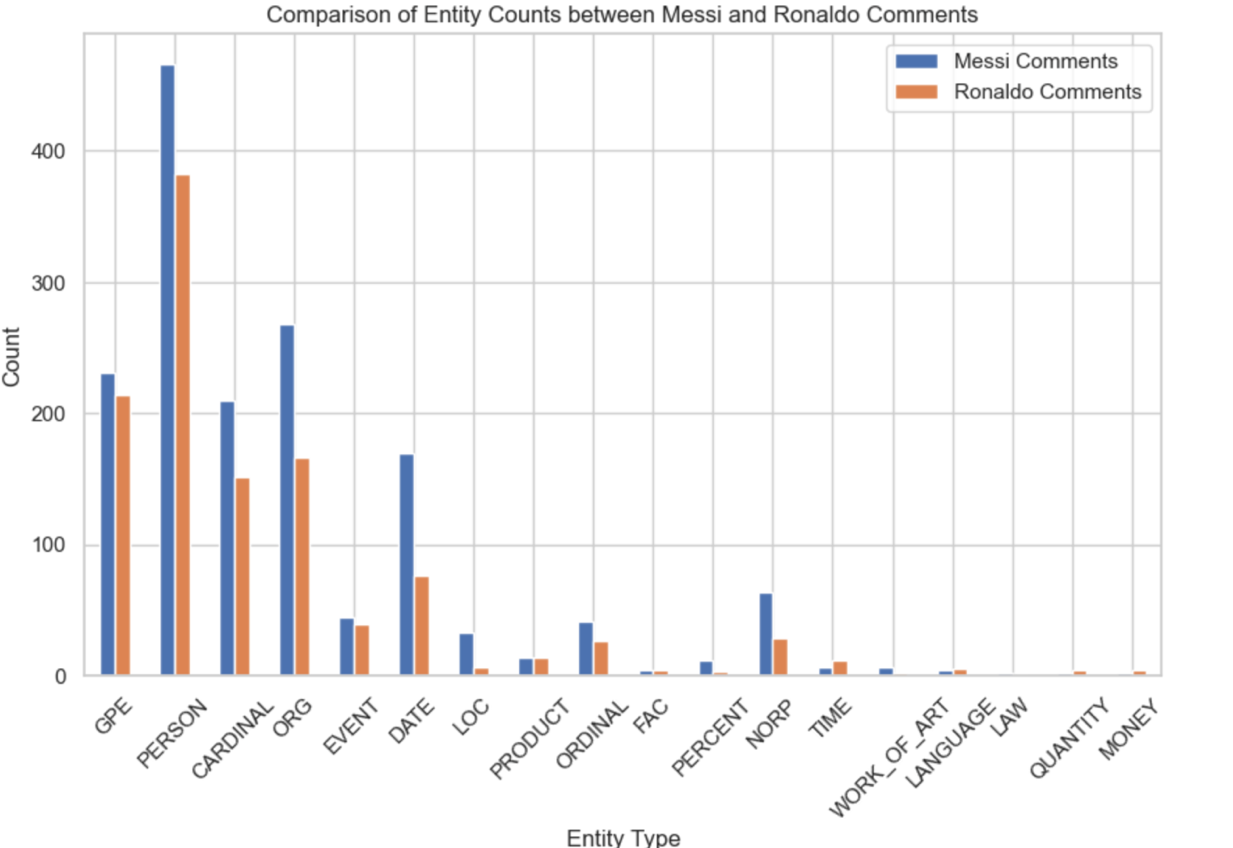 Comparison of Entity Counts between Messi and Ronaldo Comments
Messi Comments
Ronaldo Comments
Count
400
300
200
100
0
GPE
PERSON
CARDINAL
ORG
EVENT
DATE
LOC
PRODUCT
ORDINAL
FAC
PERCENT
NORP
TIME
WORK_OF_ART
LANGUAGE
LAW
QUANTITY
MONEY
Entity Type